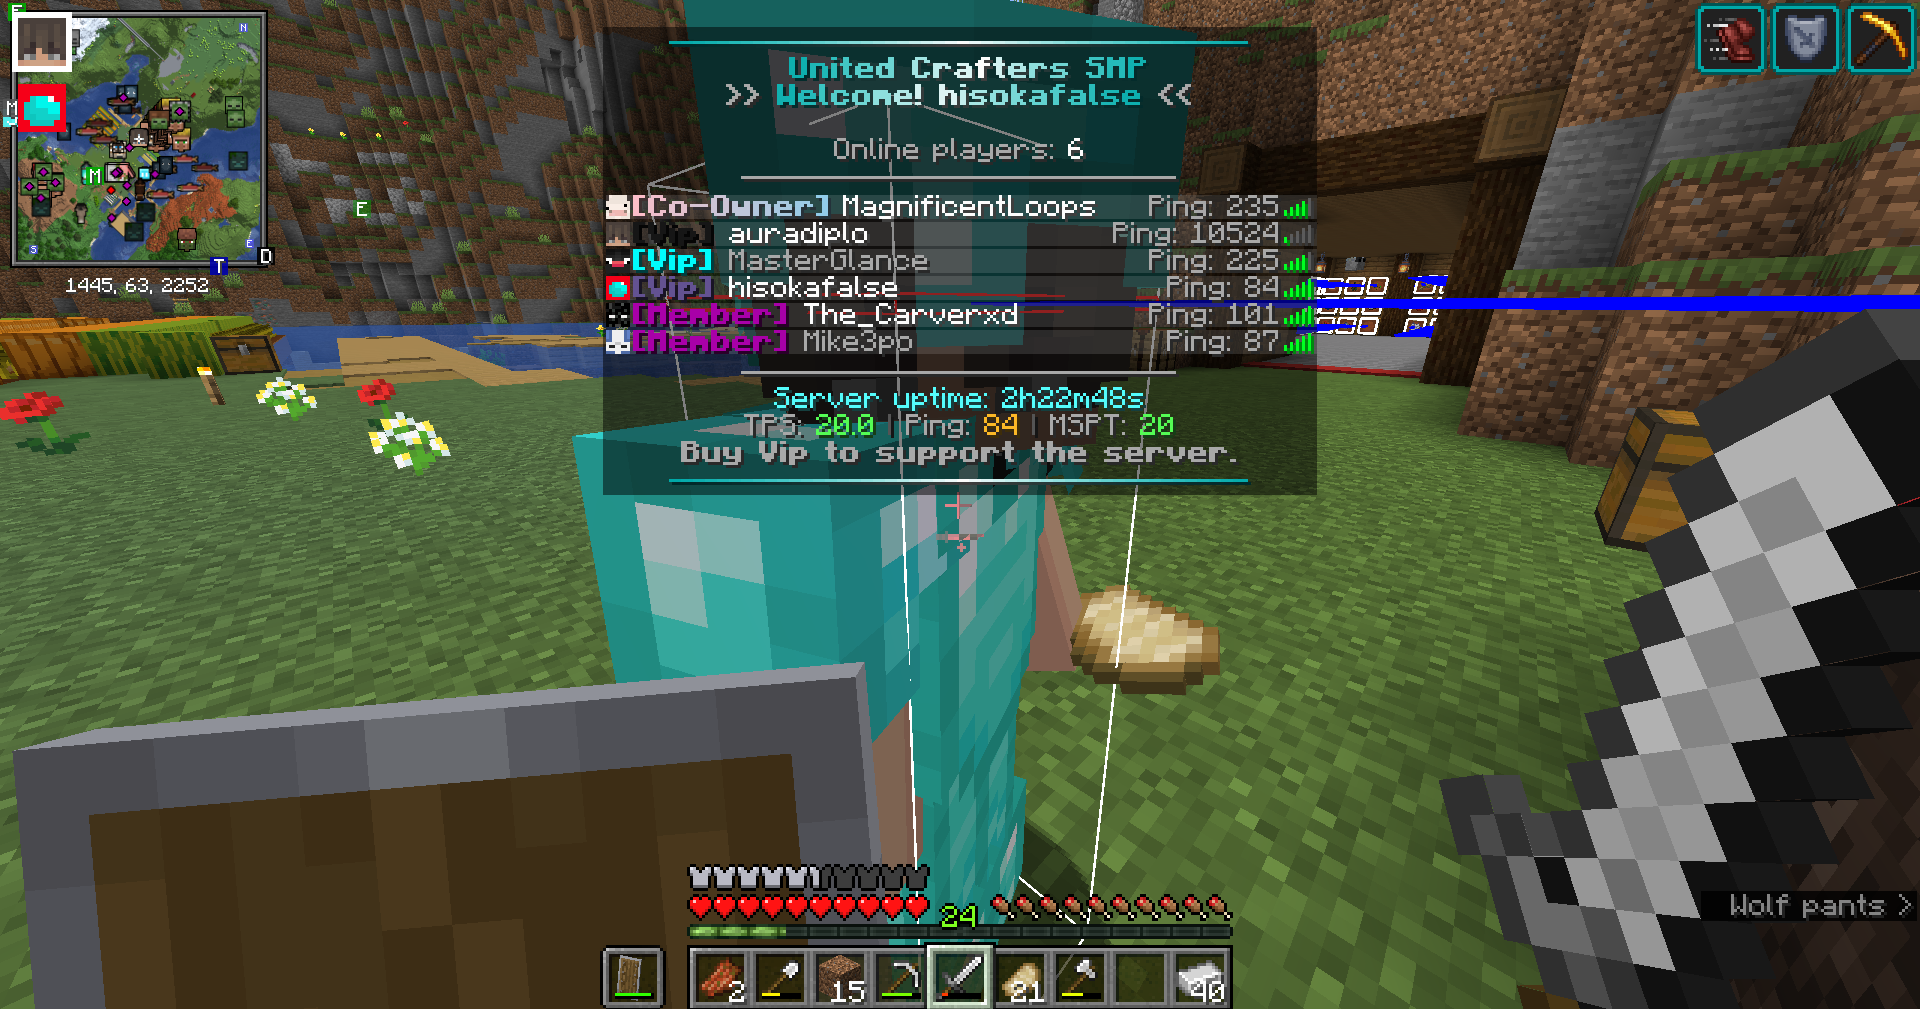 E
N
M
M
E
S
E
T
D
1445, 63, 2252
United Crafters SMP
>> Welcome! hisokafalse <<
Online players: 6
[Co-Owner] MagnificentLoops Ping: 235
[Vip] auradiplo Ping: 10524
[Vip] MasterGlance Ping: 225
[Vip] hisokafalse Ping: 84
[Member] The_Carverxd Ping: 101
[Member] Mike3po Ping: 87
Server uptime: 2h22m48s
TPS: 20.0 | Ping: 84 | MSPT: 20
Buy Vip to support the server.
Wolf pants >
24
2
15
21
40